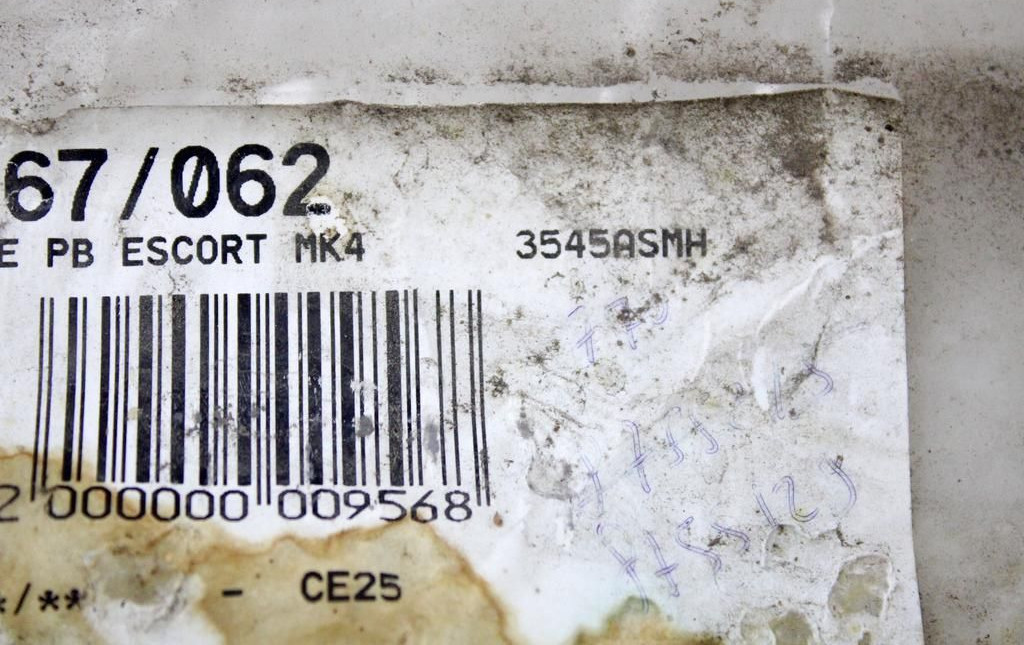 67/062
E PB ESCORT MK4 3545ASMH
2 000000 009568
*/** - CE25